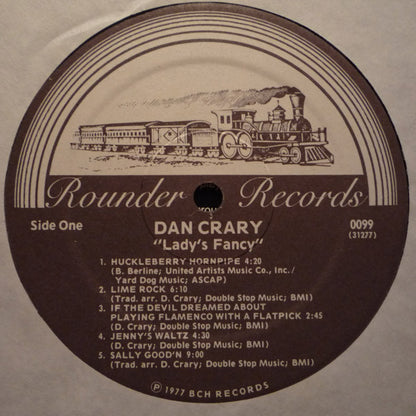 Rounder Records
Side One
DAN CRARY
0099
"Lady's Fancy"
(31277)
1. HUCKLEBERRY HORNPIPE 4:20
(B. Berline; United Artists Music Co., Inc./
Yard Dog Music; ASCAP)
2. LIME ROCK 6:10
(Trad. arr. D. Crary; Double Stop Music; BMI)
3. IF THE DEVIL DREAMED ABOUT
PLAYING FLAMENCO WITH A FLATPICK 2:45
(D. Crary; Double Stop Music; BMI)
4. JENNY'S WALTZ 4:30
(D. Crary; Double Stop Music; BMI)
5. SALLY GOOD'N 9:00
(Trad. arr. D. Crary; Double Stop Music; BMI)
Ⓟ 1977 BCH RECORDS